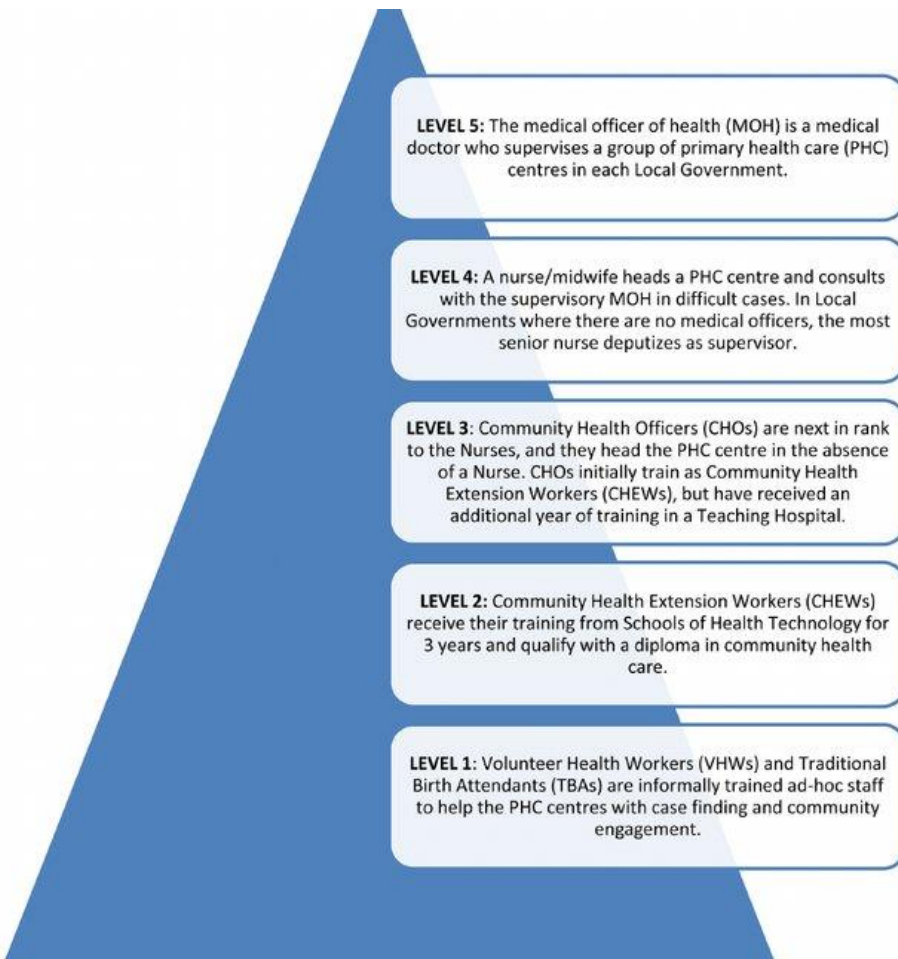 LEVEL 5: The medical officer of health (MOH) is a medical
doctor who supervises a group of primary health care (PHC)
centres in each Local Government.
LEVEL 4: A nurse/midwife heads a PHC centre and consults
with the supervisory MOH in difficult cases. In Local
Governments where there are no medical officers, the most
senior nurse deputizes as supervisor.
LEVEL 3: Community Health Officers (CHOs) are next in rank
to the Nurses, and they head the PHC centre in the absence
of a Nurse. CHOs initially train as Community Health
Extension Workers (CHEWs), but have received an
additional year of training in a Teaching Hospital.
LEVEL 2: Community Health Extension Workers (CHEWs)
receive their training from Schools of Health Technology for
3 years and qualify with a diploma in community health
care.
LEVEL 1: Volunteer Health Workers (VHWs) and Traditional
Birth Attendants (TBAs) are informally trained ad-hoc staff
to help the PHC centres with case finding and community
engagement.